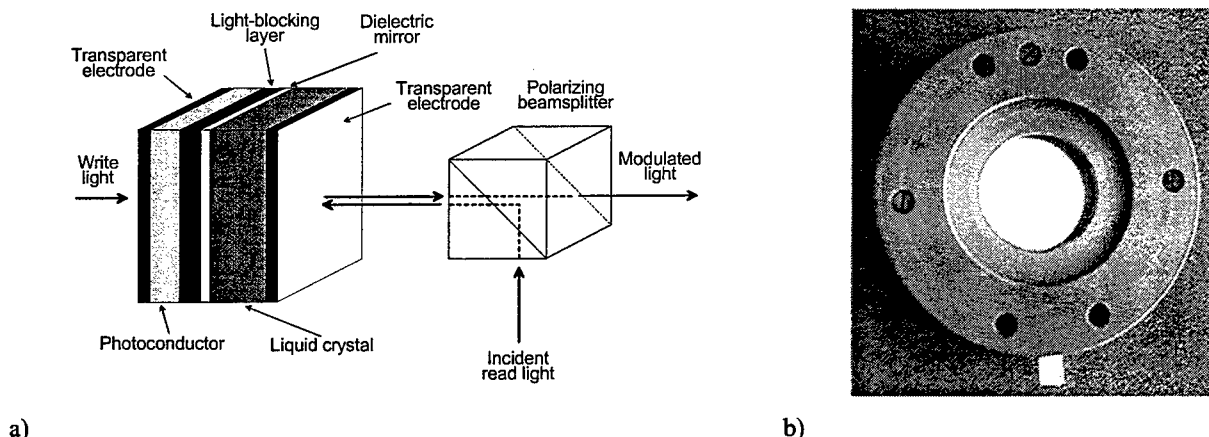 Light-blocking
layer
Dielectric
mirror
Transparent
electrode
Transparent
electrode
Polarizing
beamsplitter
Write
light
Modulated
light
Photoconductor
Liquid crystal
Incident
read light
a)
b)